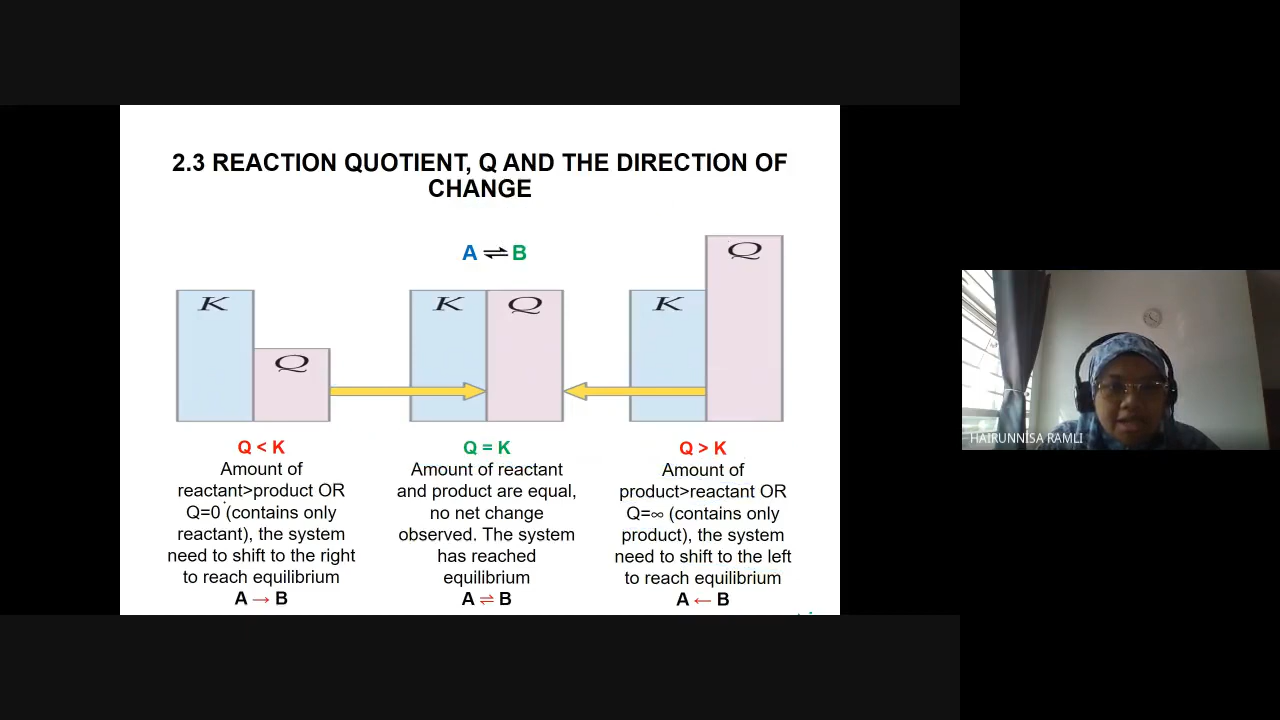 2.3 REACTION QUOTIENT, Q AND THE DIRECTION OF
CHANGE
A ⇌ B
K
Q
K
Q
K
Q
Q < K
Amount of
reactant>product OR
Q=0 (contains only
reactant), the system
need to shift to the right
to reach equilibrium
A → B
Q = K
Amount of reactant
and product are equal,
no net change
observed. The system
has reached
equilibrium
A ⇌ B
Q > K
Amount of
product>reactant OR
Q=∞ (contains only
product), the system
need to shift to the left
to reach equilibrium
A ← B
HAIRUNNISA RAMLI